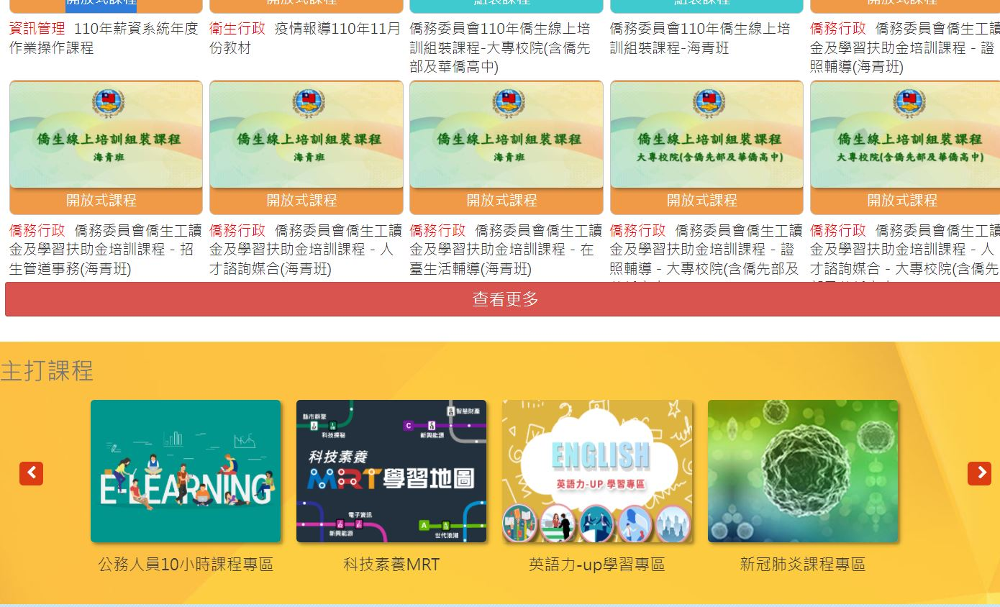 開放式課程
開放式課程
組裝課程
組裝課程
開放式課程
資訊管理 110年薪資系統年度
作業操作課程
衛生行政 疫情報導110年11月
份教材
僑務委員會110年僑生線上培
訓組裝課程-大專校院(含僑先
部及華僑高中)
僑務委員會110年僑生線上培
訓組裝課程-海青班
僑務行政 僑務委員會僑生工讀
金及學習扶助金培訓課程 - 證
照輔導(海青班)
僑生線上培訓組裝課程
海青班
開放式課程
僑務行政 僑務委員會僑生工讀
金及學習扶助金培訓課程 - 招
生管道事務(海青班)
僑生線上培訓組裝課程
海青班
開放式課程
僑務行政 僑務委員會僑生工讀
金及學習扶助金培訓課程 - 人
才諮詢媒合(海青班)
僑生線上培訓組裝課程
海青班
開放式課程
僑務行政 僑務委員會僑生工讀
金及學習扶助金培訓課程 - 在
臺生活輔導(海青班)
僑生線上培訓組裝課程
大專校院(含僑先部及華僑高中)
開放式課程
僑務行政 僑務委員會僑生工讀
金及學習扶助金培訓課程 - 證
照輔導 - 大專校院(含僑先部及
僑生線上培訓組裝課程
大專校院(含僑先部及華僑高中)
開放式課程
僑務行政 僑務委員會僑生工讀
金及學習扶助金培訓課程 - 人
才諮詢媒合 - 大專校院(含僑先
查看更多
主打課程
E-LEARNING
公務人員10小時課程專區
縣市群聚
科技探秘
智慧財產
C
新興能源
科技素養
MRT學習地圖
電子資訊
新興能源
A
世代浪潮
科技素養MRT
ENGLISH
英語力-UP 學習專區
英語力-up學習專區
新冠肺炎課程專區